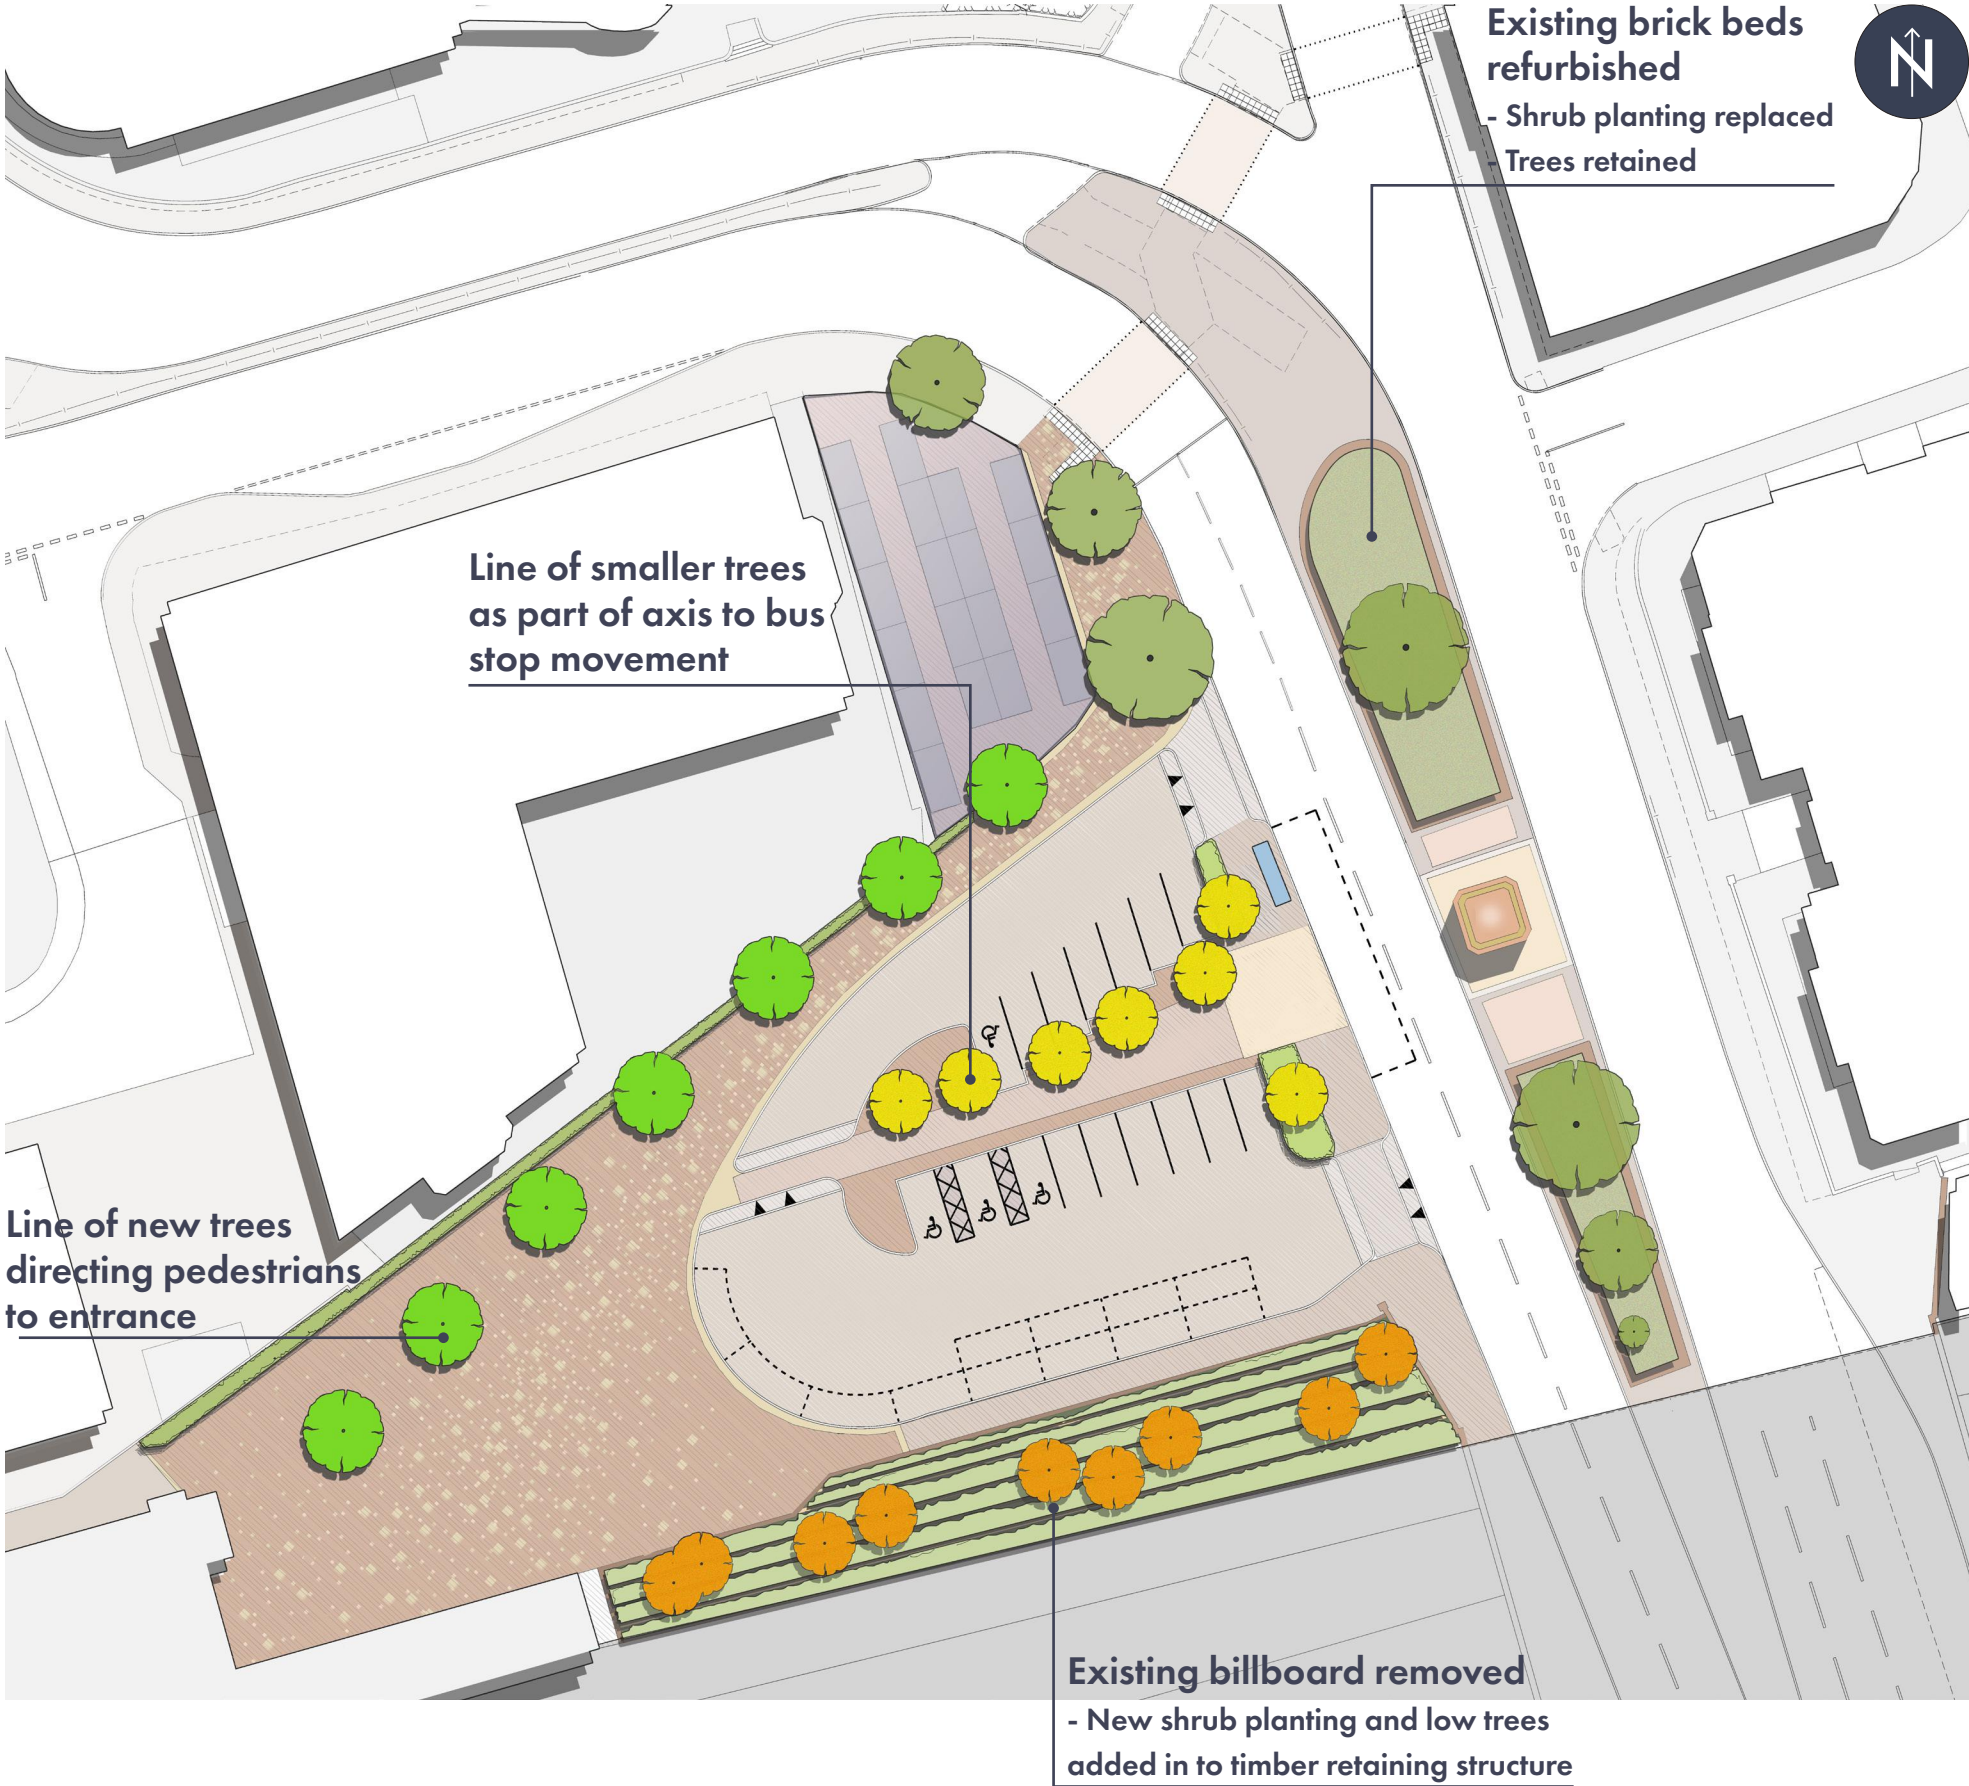 Existing brick beds
refurbished
- Shrub planting replaced
- Trees retained
N
Line of smaller trees
as part of axis to bus
stop movement
Line of new trees
directing pedestrians
to entrance
Existing billboard removed
- New shrub planting and low trees
added in to timber retaining structure